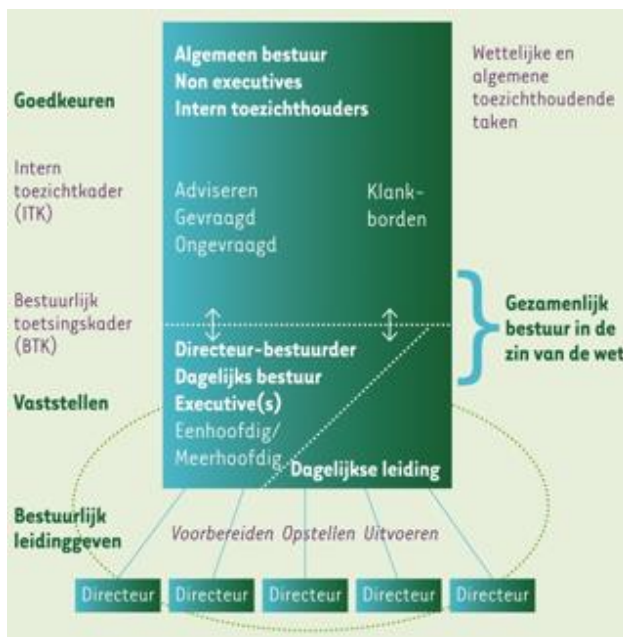 Algemeen bestuur
Non executives
Intern toezichthouders
Wettelijke en
algemene
toezichthoudende
taken
Goedkeuren
Intern
toezichtkader
(ITK)
Adviseren
Gevraagd
Ongevraagd
Klank-
borden
Bestuurlijk
toetsingskader
(BTK)
Gezamenlijk
bestuur in de
zin van de wet
Directeur-bestuurder
Dagelijks bestuur
Executive(s)
Eenhoofdig/
Meerhoofdig
Dagelijkse leiding
Vaststellen
Bestuurlijk
leidinggeven
Voorbereiden Opstellen Uitvoeren
Directeur Directeur Directeur Directeur Directeur